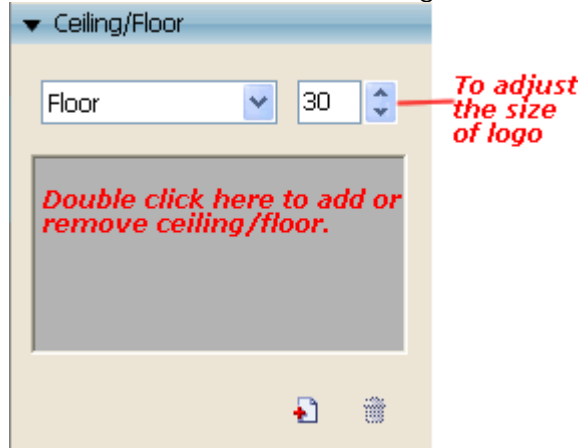 Ceiling/Floor
Floor
30
To adjust
the size
of logo
Double click here to add or
remove ceiling/floor.